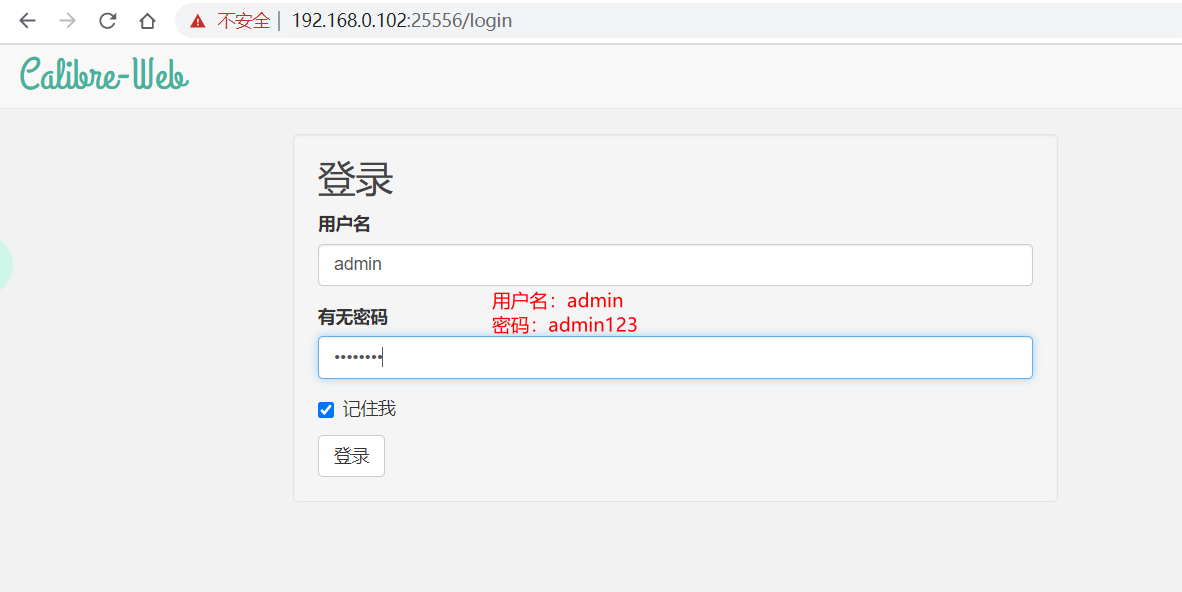 不安全 | 192.168.0.102:25556/login
Calibre-Web
登录
用户名
admin
用户名：admin
有无密码
密码：admin123
••••••••
记住我
登录